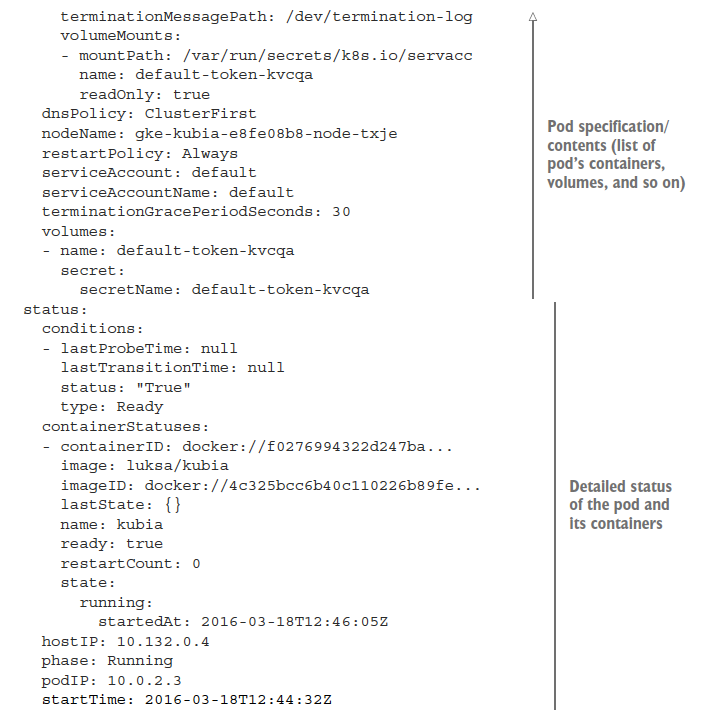 terminationMessagePath: /dev/termination-log
volumeMounts:
- mountPath: /var/run/secrets/k8s.io/servacc
name: default-token-kvcqa
readOnly: true
dnsPolicy: ClusterFirst
nodeName: gke-kubia-e8fe08b8-node-txje
restartPolicy: Always
serviceAccount: default
serviceAccountName: default
terminationGracePeriodSeconds: 30
volumes:
- name: default-token-kvcqa
secret:
secretName: default-token-kvcqa
Pod specification/
contents (list of
pod's containers,
volumes, and so on)
status:
conditions:
- lastProbeTime: null
lastTransitionTime: null
status: "True"
type: Ready
containerStatuses:
- containerID: docker://f0276994322d247ba...
image: luksa/kubia
imageID: docker://4c325bcc6b40c110226b89fe...
lastState: {}
name: kubia
ready: true
restartCount: 0
state:
running:
startedAt: 2016-03-18T12:46:05Z
hostIP: 10.132.0.4
phase: Running
podIP: 10.0.2.3
startTime: 2016-03-18T12:44:32Z
Detailed status
of the pod and
its containers